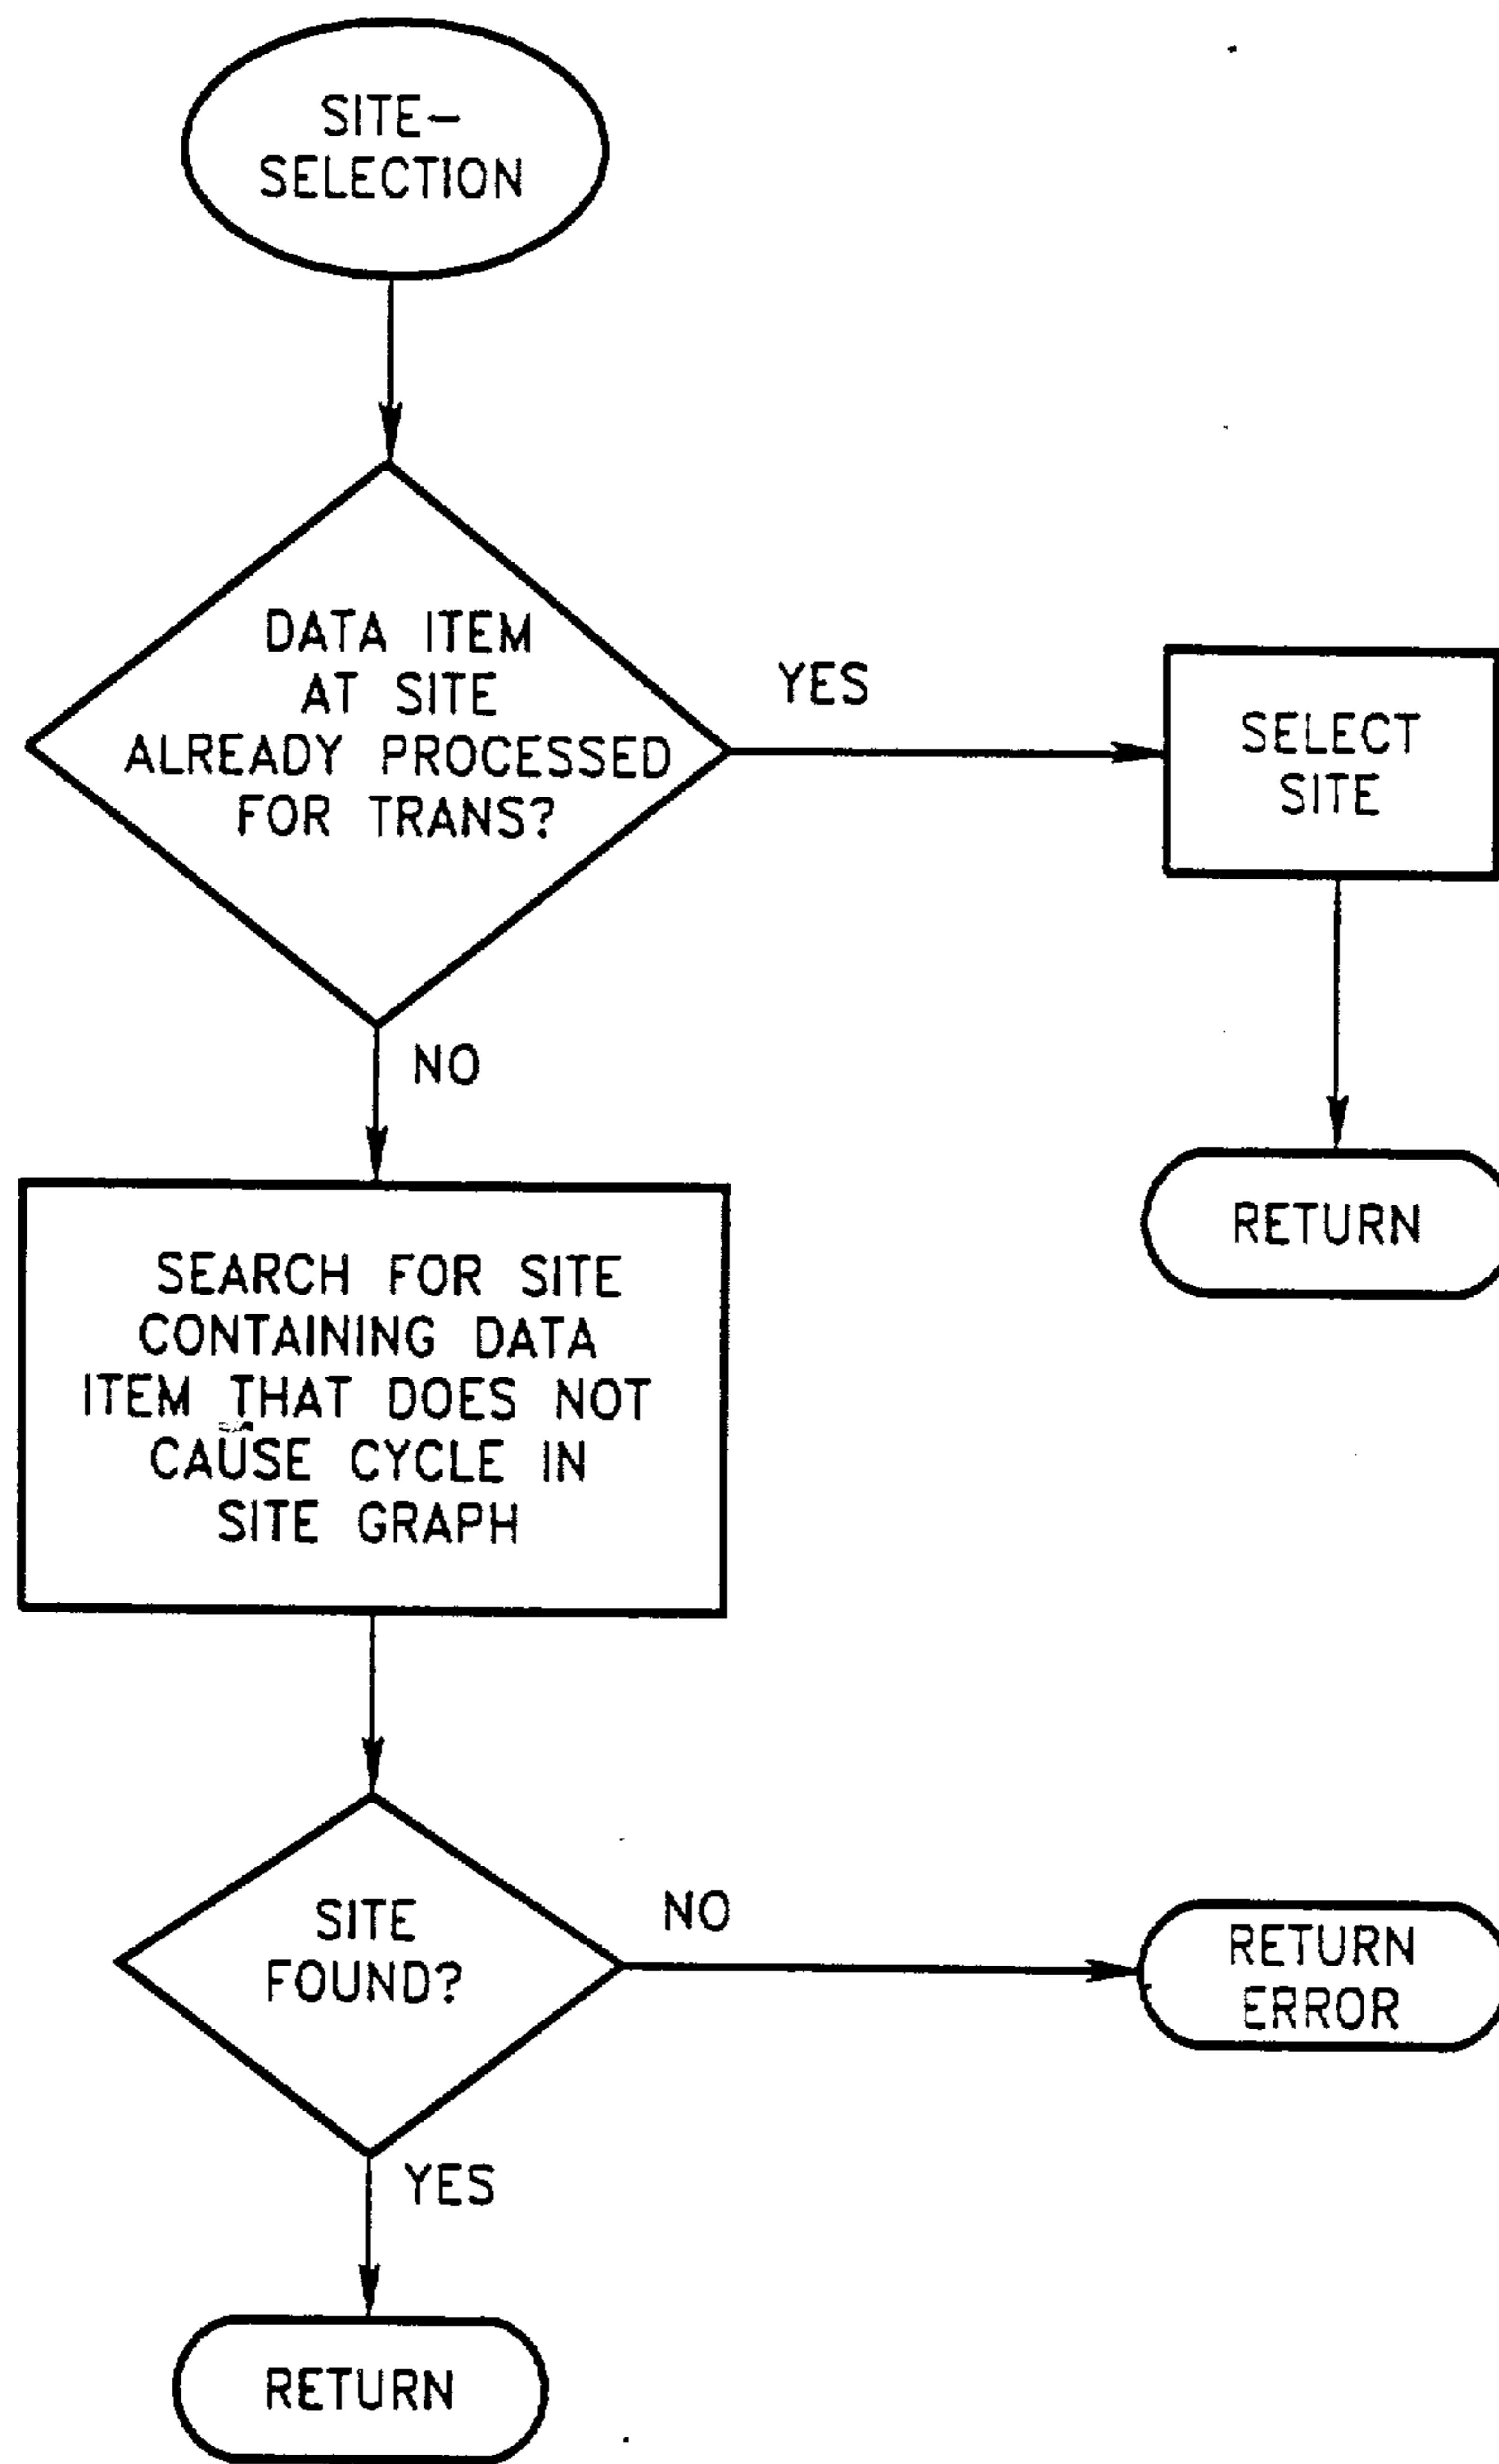 SITE-
SELECTION
DATA ITEM
AT SITE
ALREADY PROCESSED
FOR TRANS?
YES
SELECT
SITE
NO
RETURN
SEARCH FOR SITE
CONTAINING DATA
ITEM THAT DOES NOT
CAUSE CYCLE IN
SITE GRAPH
SITE
FOUND?
NO
RETURN
ERROR
YES
RETURN